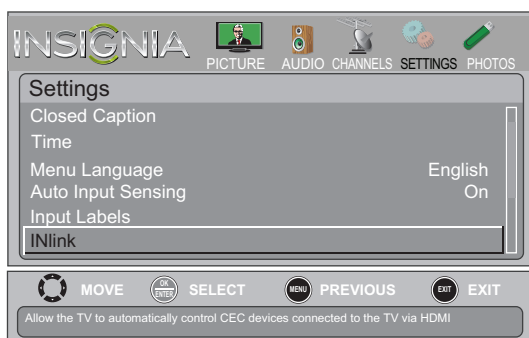 INSIGNIA
PICTURE AUDIO CHANNELS SETTINGS PHOTOS
Settings
Closed Caption
Time
Menu Language English
Auto Input Sensing On
Input Labels
INlink
MOVE OK ENTER SELECT MENU PREVIOUS EXIT EXIT
Allow the TV to automatically control CEC devices connected to the TV via HDMI